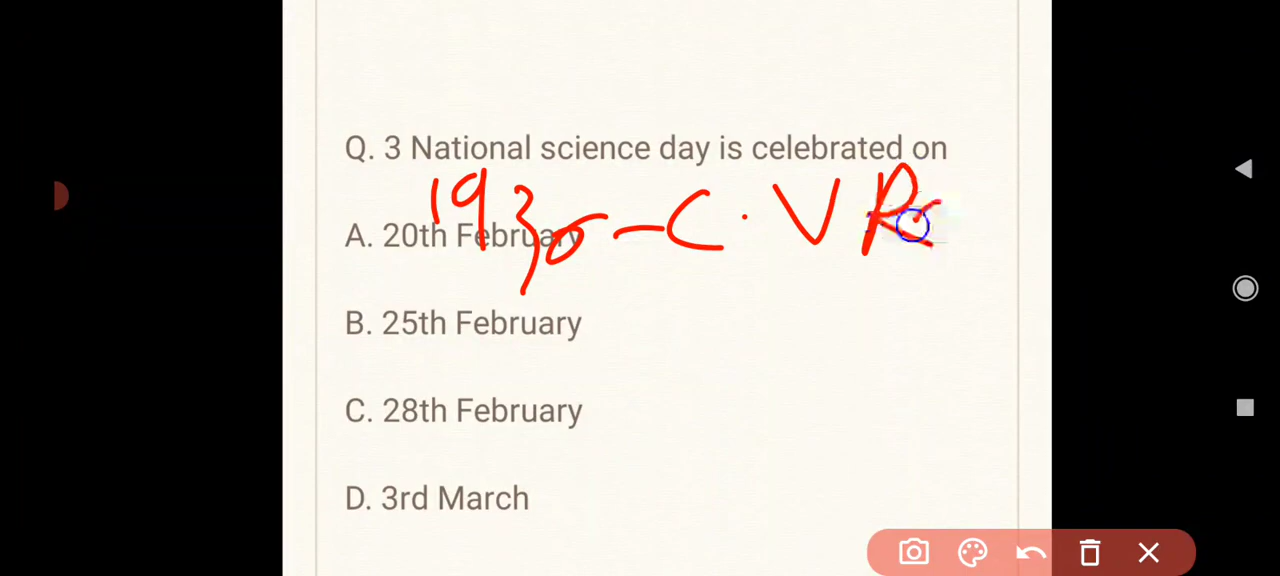 Q. 3 National science day is celebrated on
1930-C.V R
A. 20th February
B. 25th February
C. 28th February
D. 3rd March